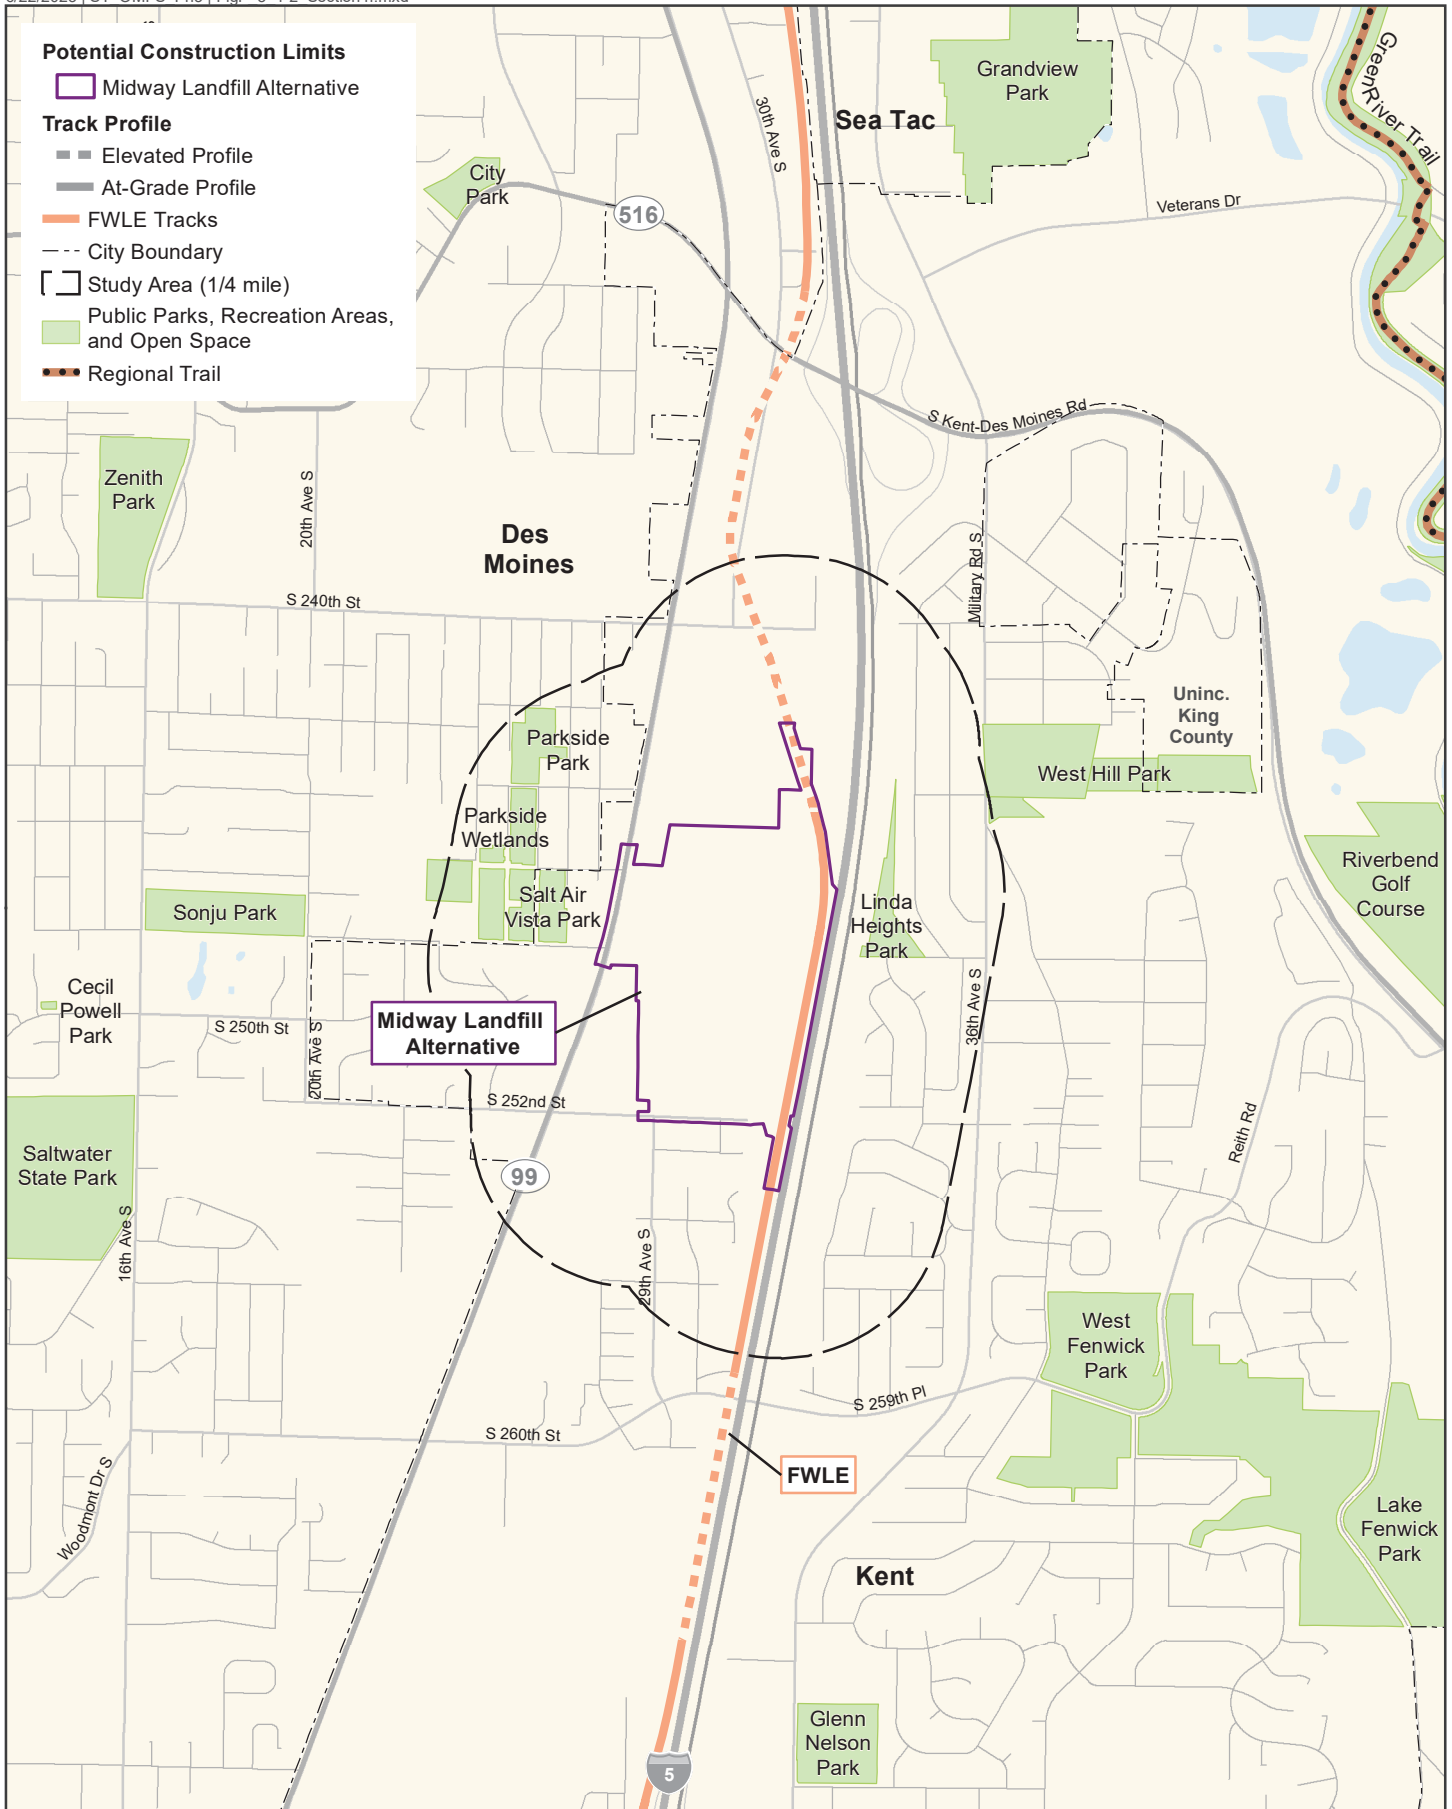 Potential Construction Limits
Midway Landfill Alternative
Track Profile
Elevated Profile
At-Grade Profile
FWLE Tracks
City Boundary
Study Area (1/4 mile)
Public Parks, Recreation Areas,
and Open Space
Regional Trail
30th Ave S
Sea Tac
Grandview
Park
Green River Trail
City
Park
516
Veterans Dr
S Kent-Des Moines Rd
Zenith
Park
20th Ave S
Des
Moines
Military Rd S
S 240th St
Uninc.
King
County
Parkside
Park
West Hill Park
Parkside
Wetlands
Riverbend
Golf
Course
Salt Air
Vista Park
Sonju Park
Linda
Heights
Park
Cecil
Powell
Park
36th Ave S
Midway Landfill
Alternative
S 250th St
20th Ave S
S 252nd St
Saltwater
State Park
99
Reith Rd
16th Ave S
29th Ave S
West
Fenwick
Park
S 259th Pl
S 260th St
FWLE
Woodmont Dr S
Lake
Fenwick
Park
Kent
Glenn
Nelson
Park
5